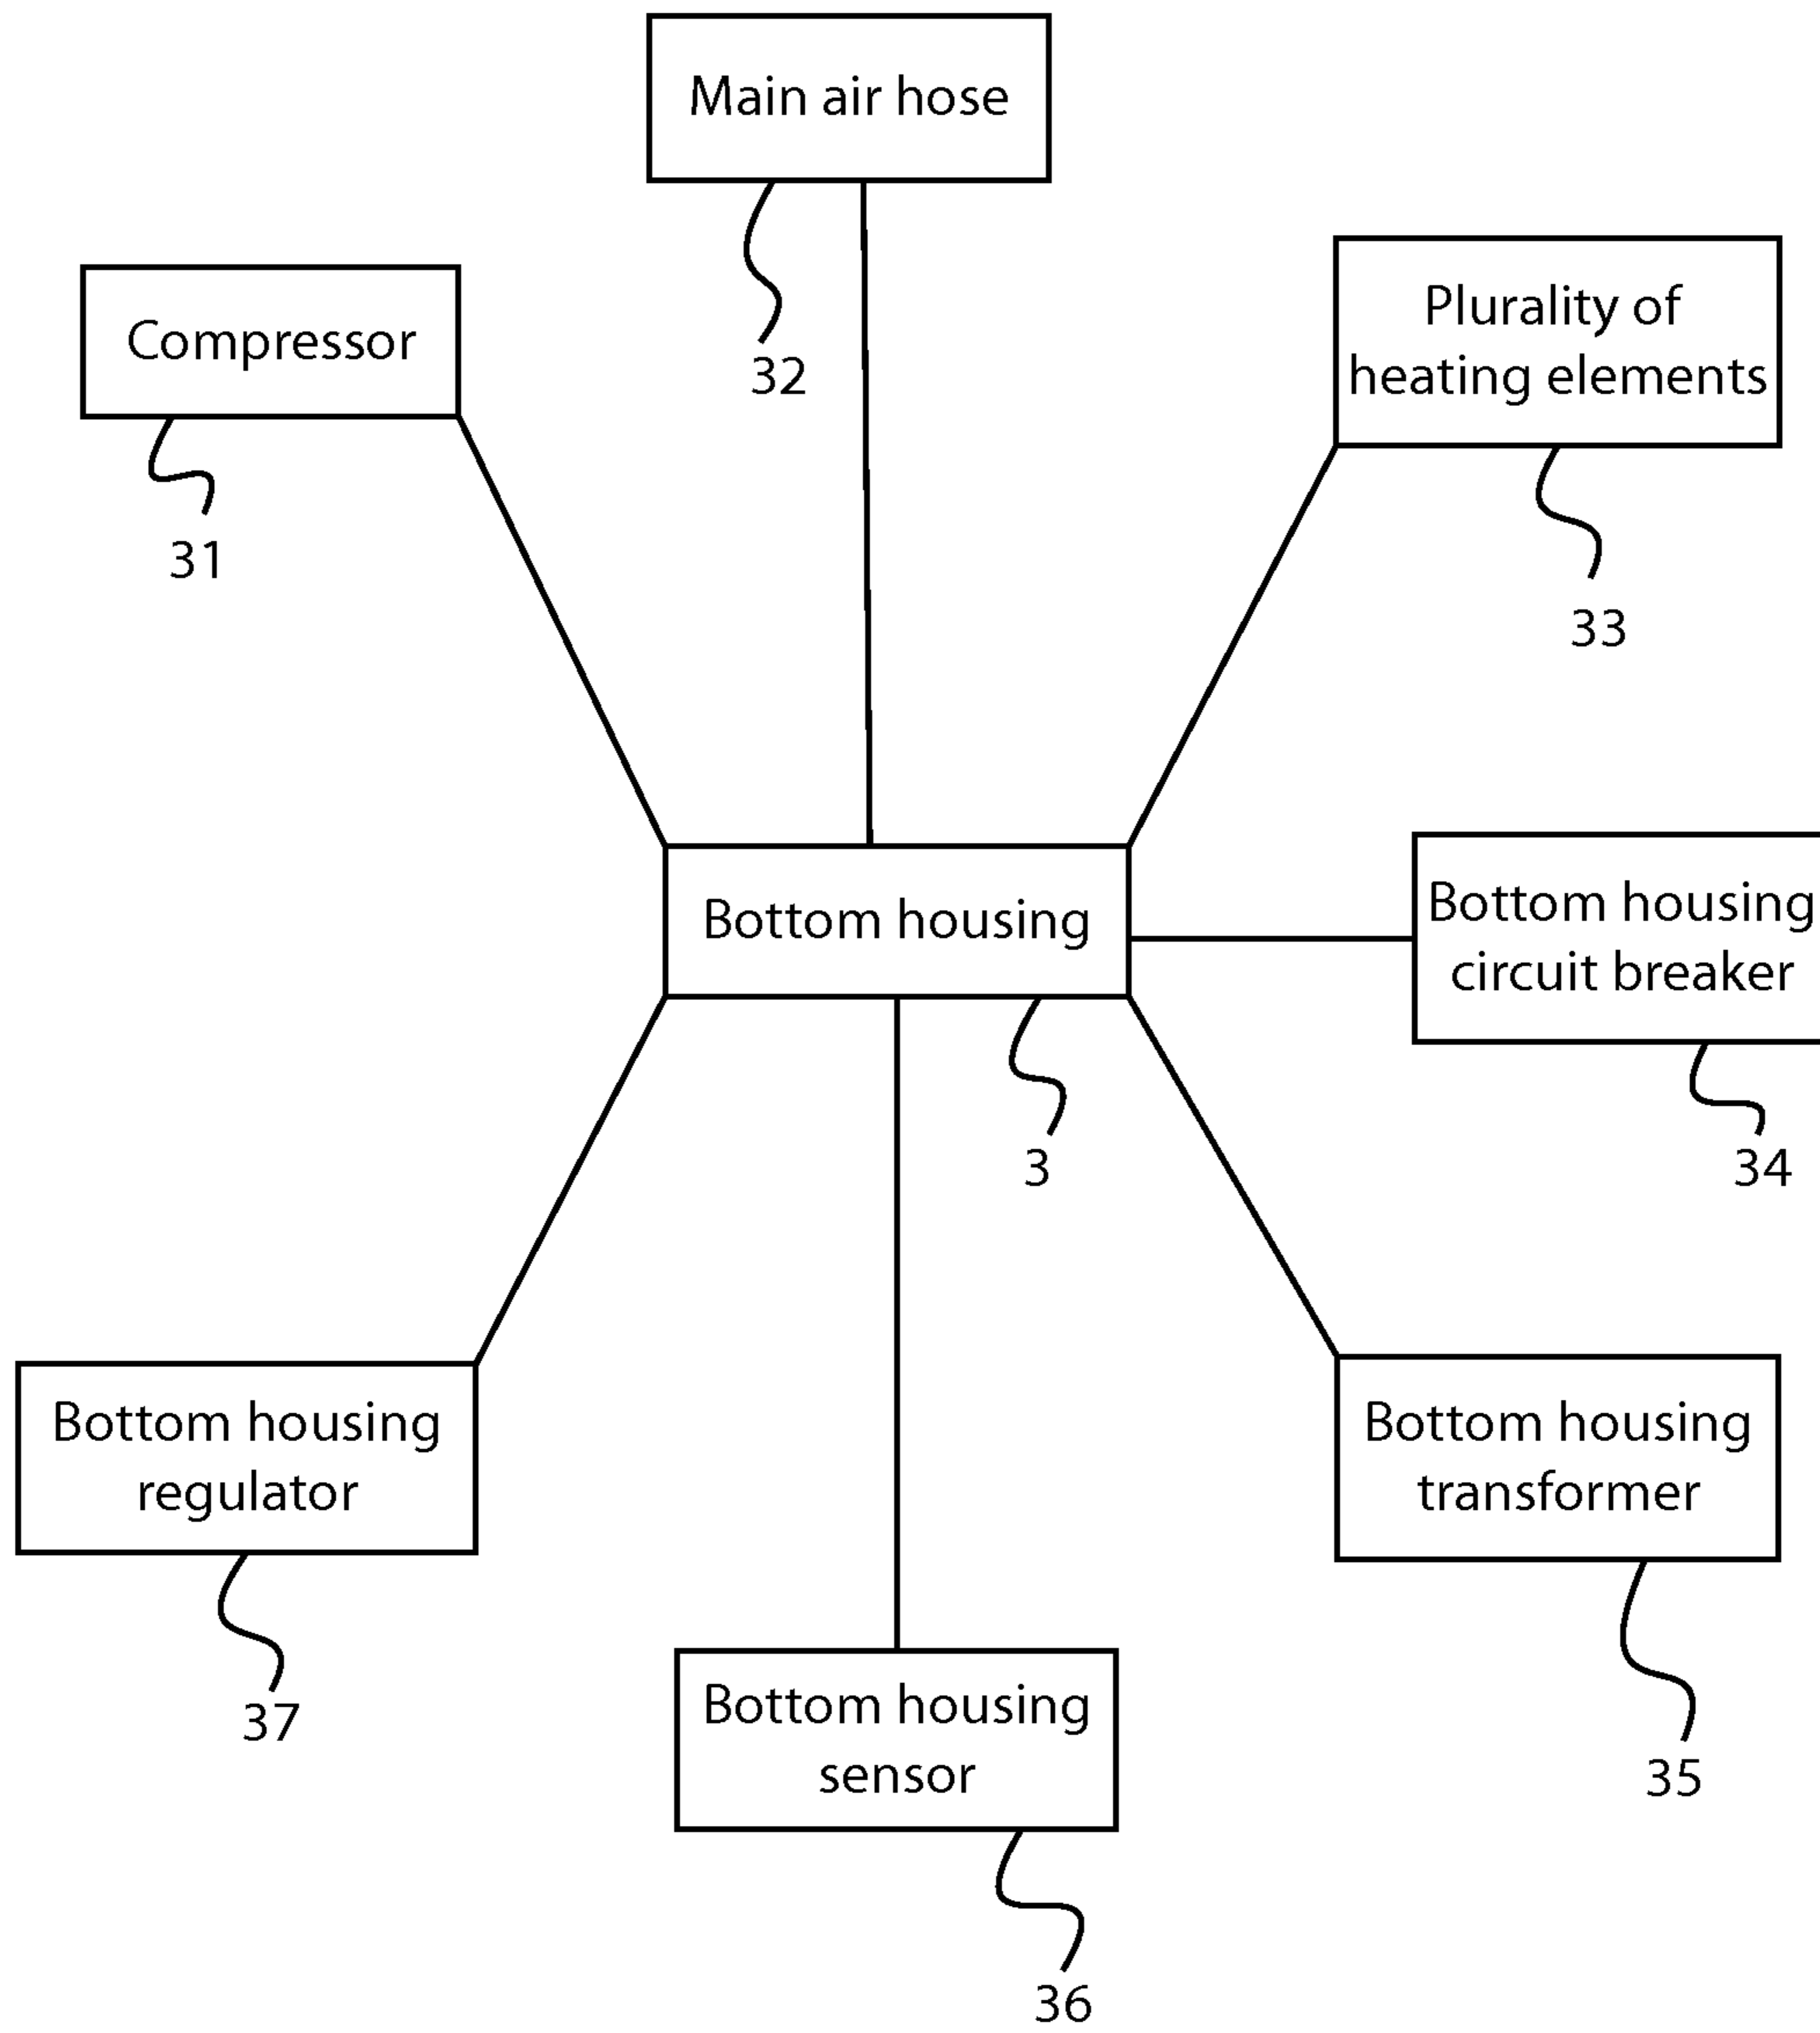 Main air hose
32
Compressor
31
Plurality of
heating elements
33
Bottom housing
3
Bottom housing
circuit breaker
34
Bottom housing
regulator
37
Bottom housing
transformer
35
Bottom housing
sensor
36